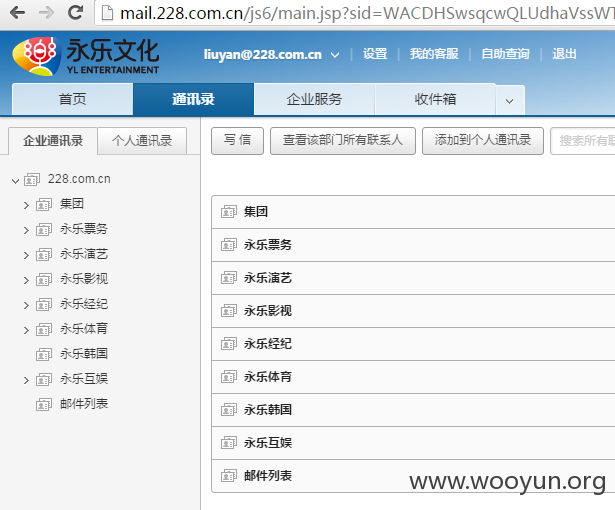 mail.228.com.cn/js6/main.jsp?sid=WACDHSwsqcwQLUdhaVssWT
永乐文化
YL ENTERTAINMENT
liuyan@228.com.cn 设置 我的客服 自助查询 退出
首页 通讯录 企业服务 收件箱
企业通讯录 个人通讯录
写 信 查看该部门所有联系人 添加到个人通讯录 搜索所有联
228.com.cn
集团
永乐票务
永乐演艺
永乐影视
永乐经纪
永乐体育
永乐韩国
永乐互娱
邮件列表
集团
永乐票务
永乐演艺
永乐影视
永乐经纪
永乐体育
永乐韩国
永乐互娱
邮件列表
www.wooyun.org